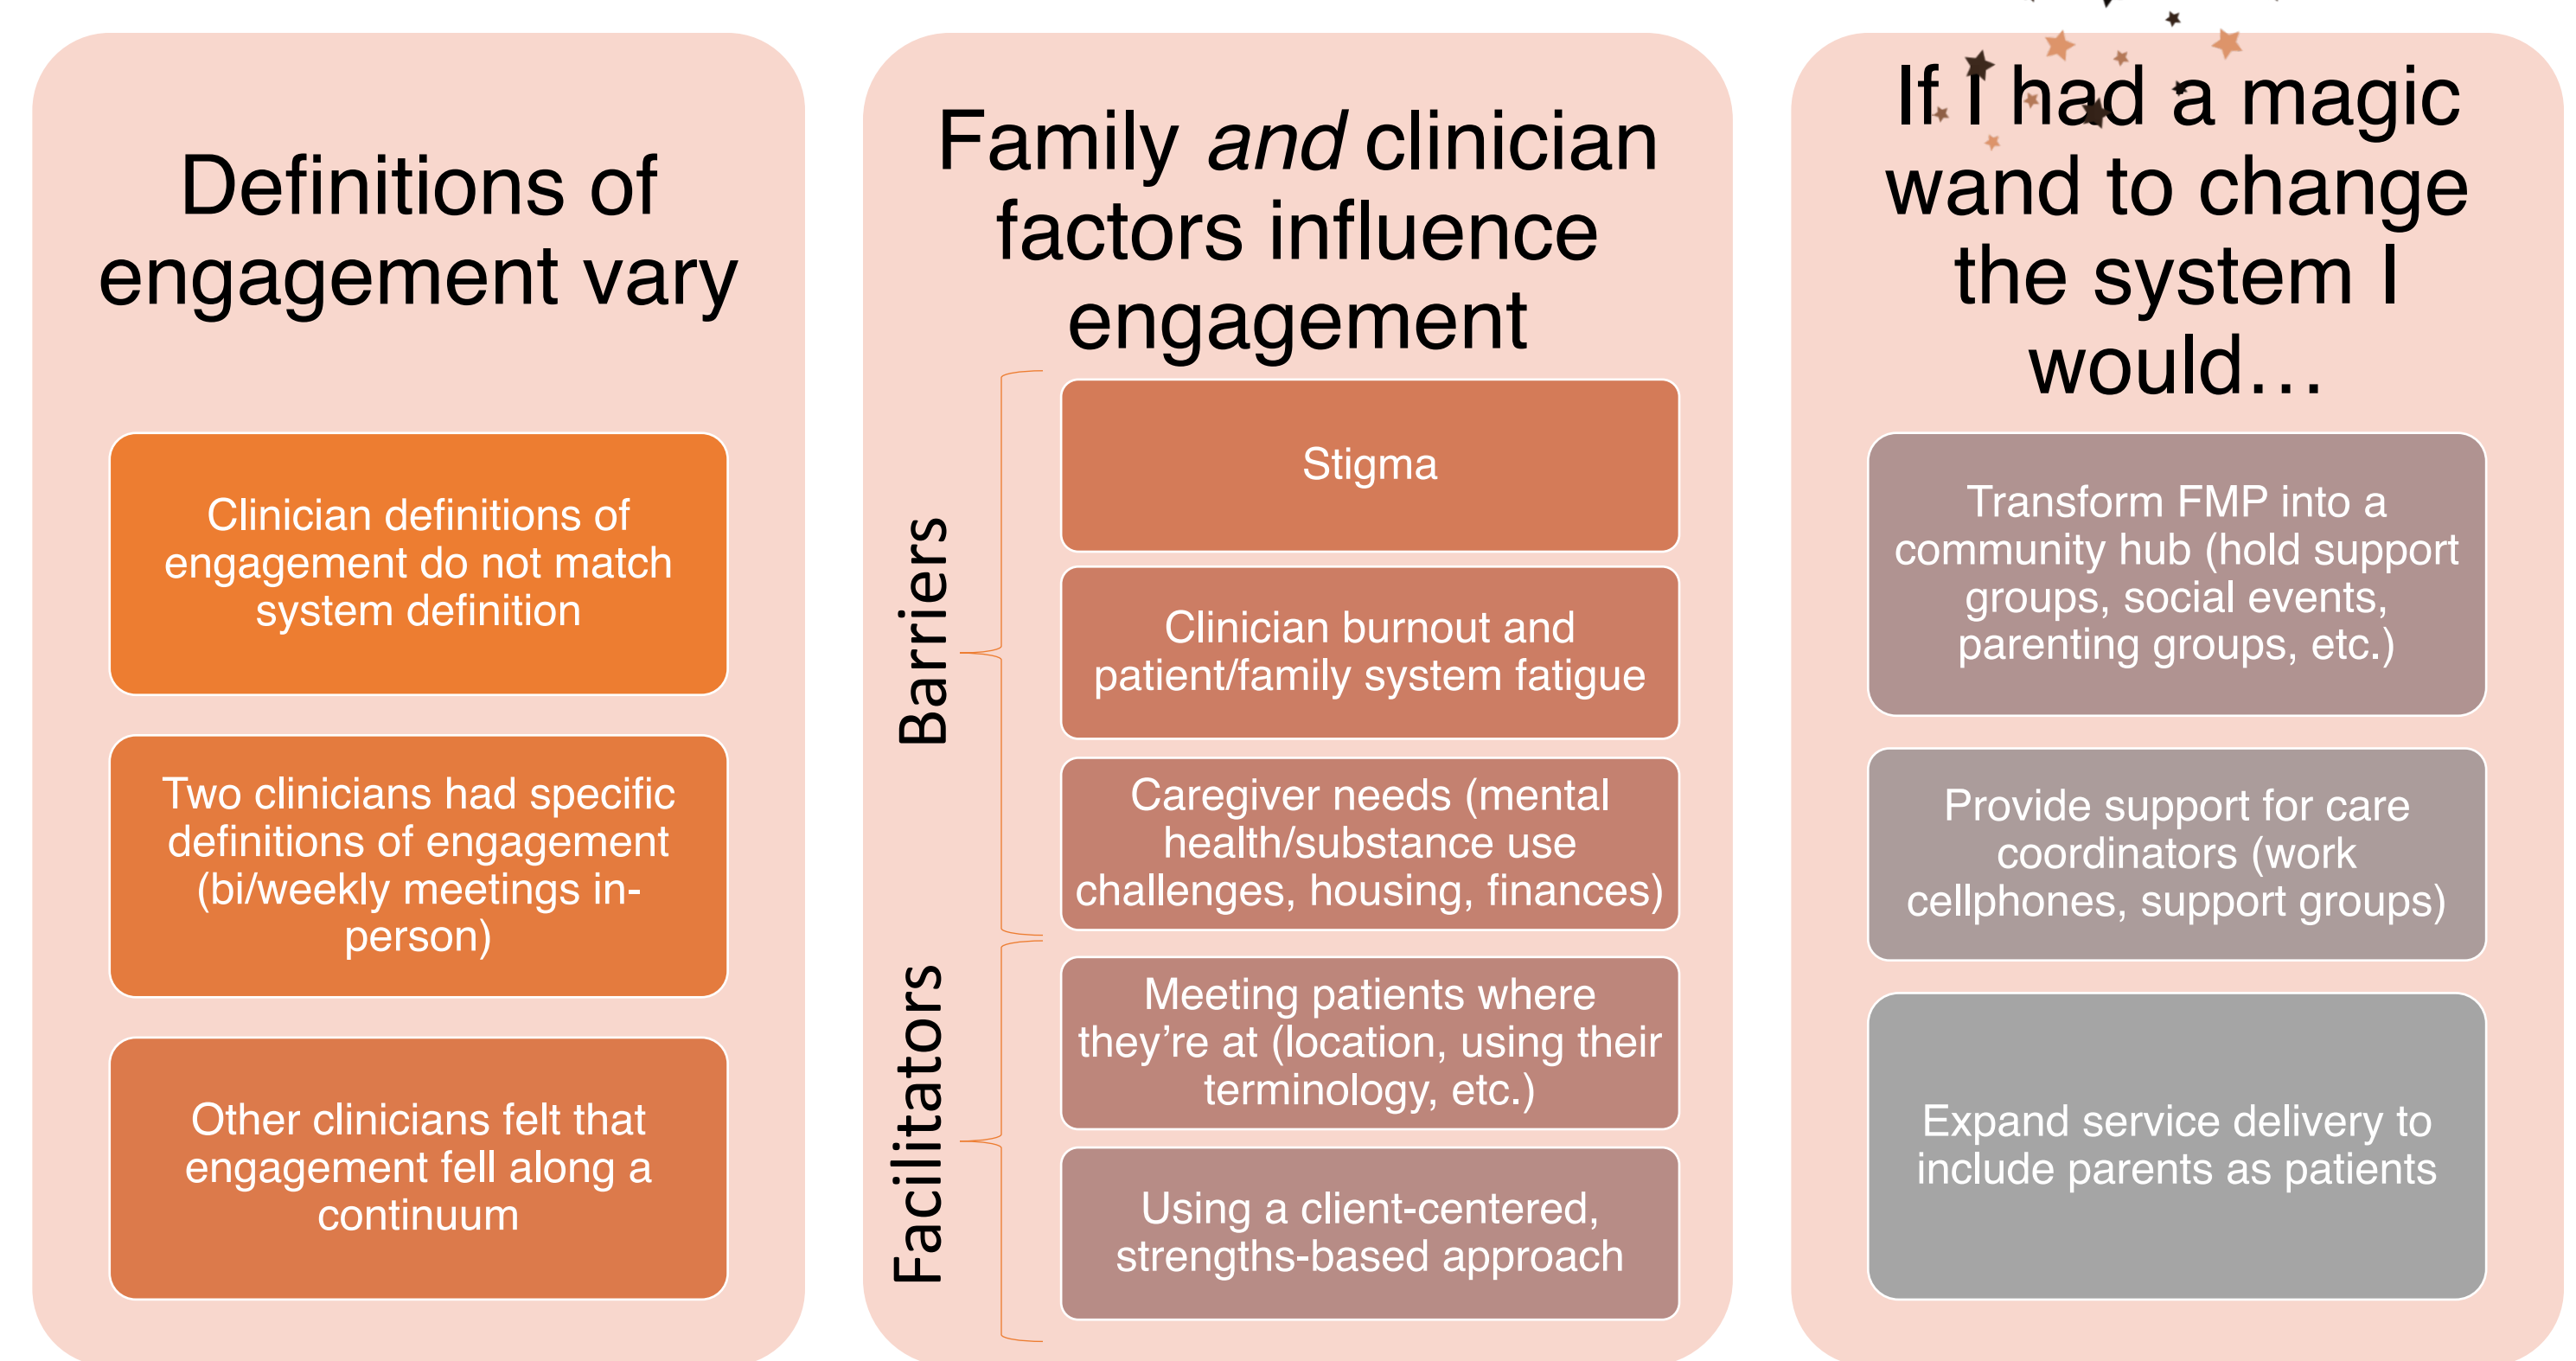 Definitions of
engagement vary
Clinician definitions of
engagement do not match
system definition
Two clinicians had specific
definitions of engagement
(bi/weekly meetings in-
person)
Other clinicians felt that
engagement fell along a
continuum
Family and clinician
factors influence
engagement
Barriers
Stigma
Clinician burnout and
patient/family system fatigue
Caregiver needs (mental
health/substance use
challenges, housing, finances)
Facilitators
Meeting patients where
they’re at (location, using their
terminology, etc.)
Using a client-centered,
strengths-based approach
If I had a magic
wand to change
the system I
would…
Transform FMP into a
community hub (hold support
groups, social events,
parenting groups, etc.)
Provide support for care
coordinators (work
cellphones, support groups)
Expand service delivery to
include parents as patients